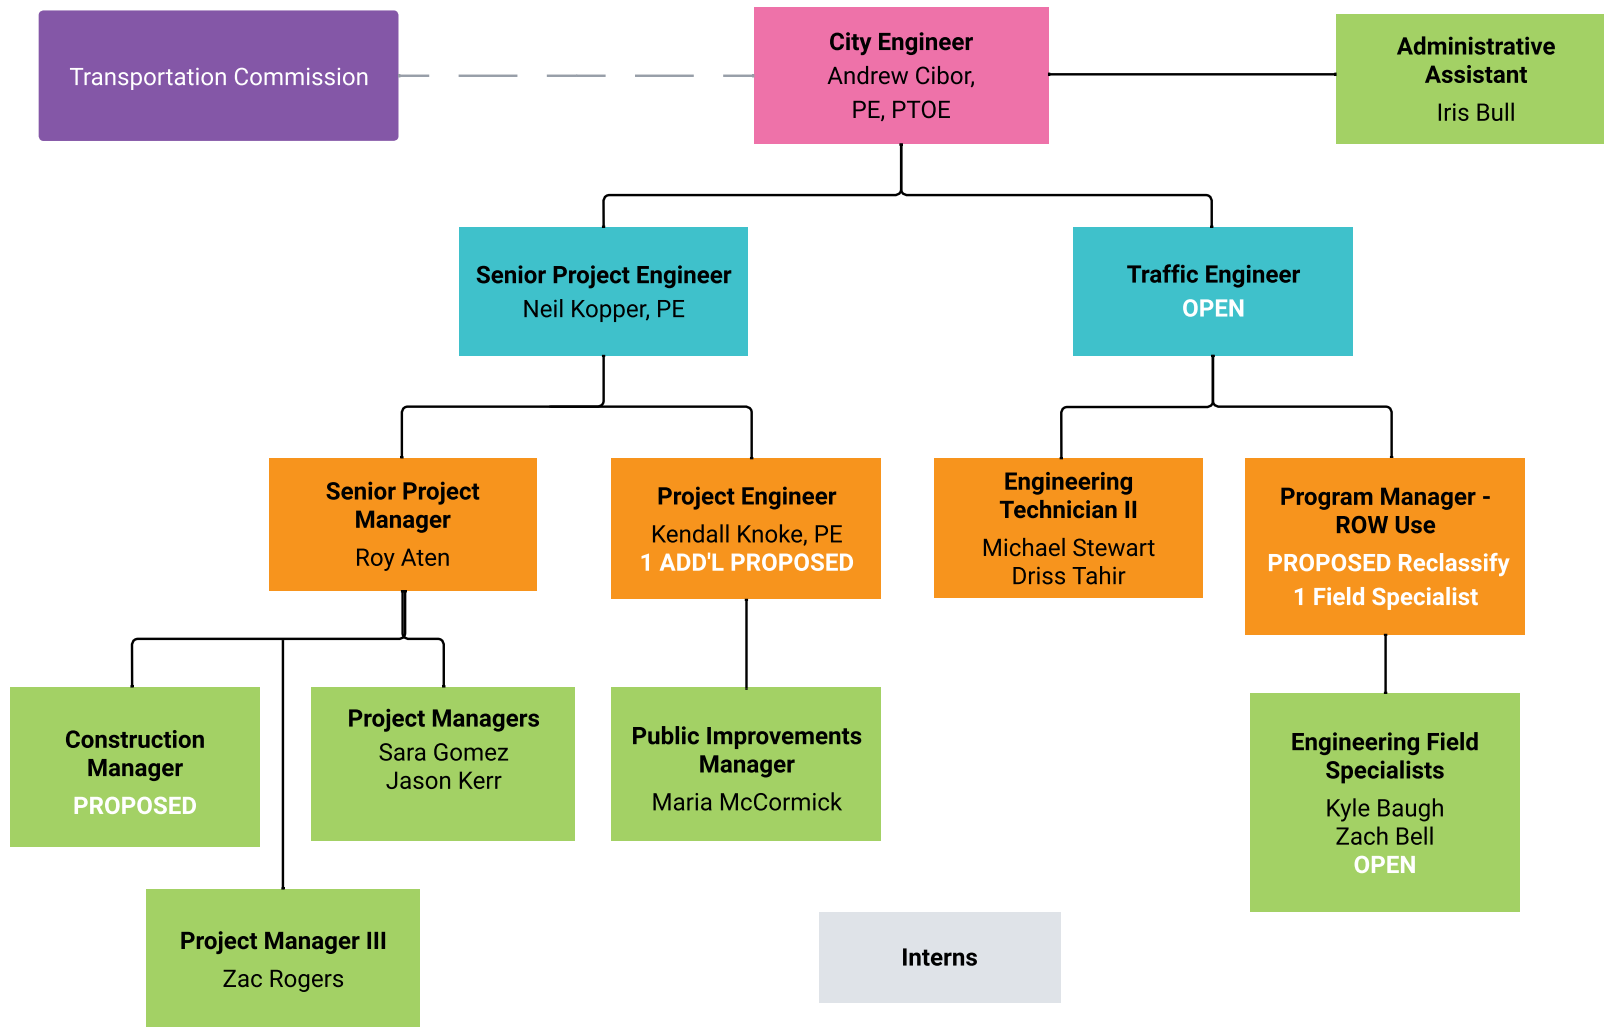 Transportation Commission
City Engineer
Andrew Cibor,
PE, PTOE
Administrative
Assistant
Iris Bull
Senior Project Engineer
Neil Kopper, PE
Traffic Engineer
OPEN
Senior Project
Manager
Roy Aten
Project Engineer
Kendall Knoke, PE
1 ADD'L PROPOSED
Engineering
Technician II
Michael Stewart
Driss Tahir
Program Manager -
ROW Use
PROPOSED Reclassify
1 Field Specialist
Construction
Manager
PROPOSED
Project Managers
Sara Gomez
Jason Kerr
Public Improvements
Manager
Maria McCormick
Engineering Field
Specialists
Kyle Baugh
Zach Bell
OPEN
Project Manager III
Zac Rogers
Interns